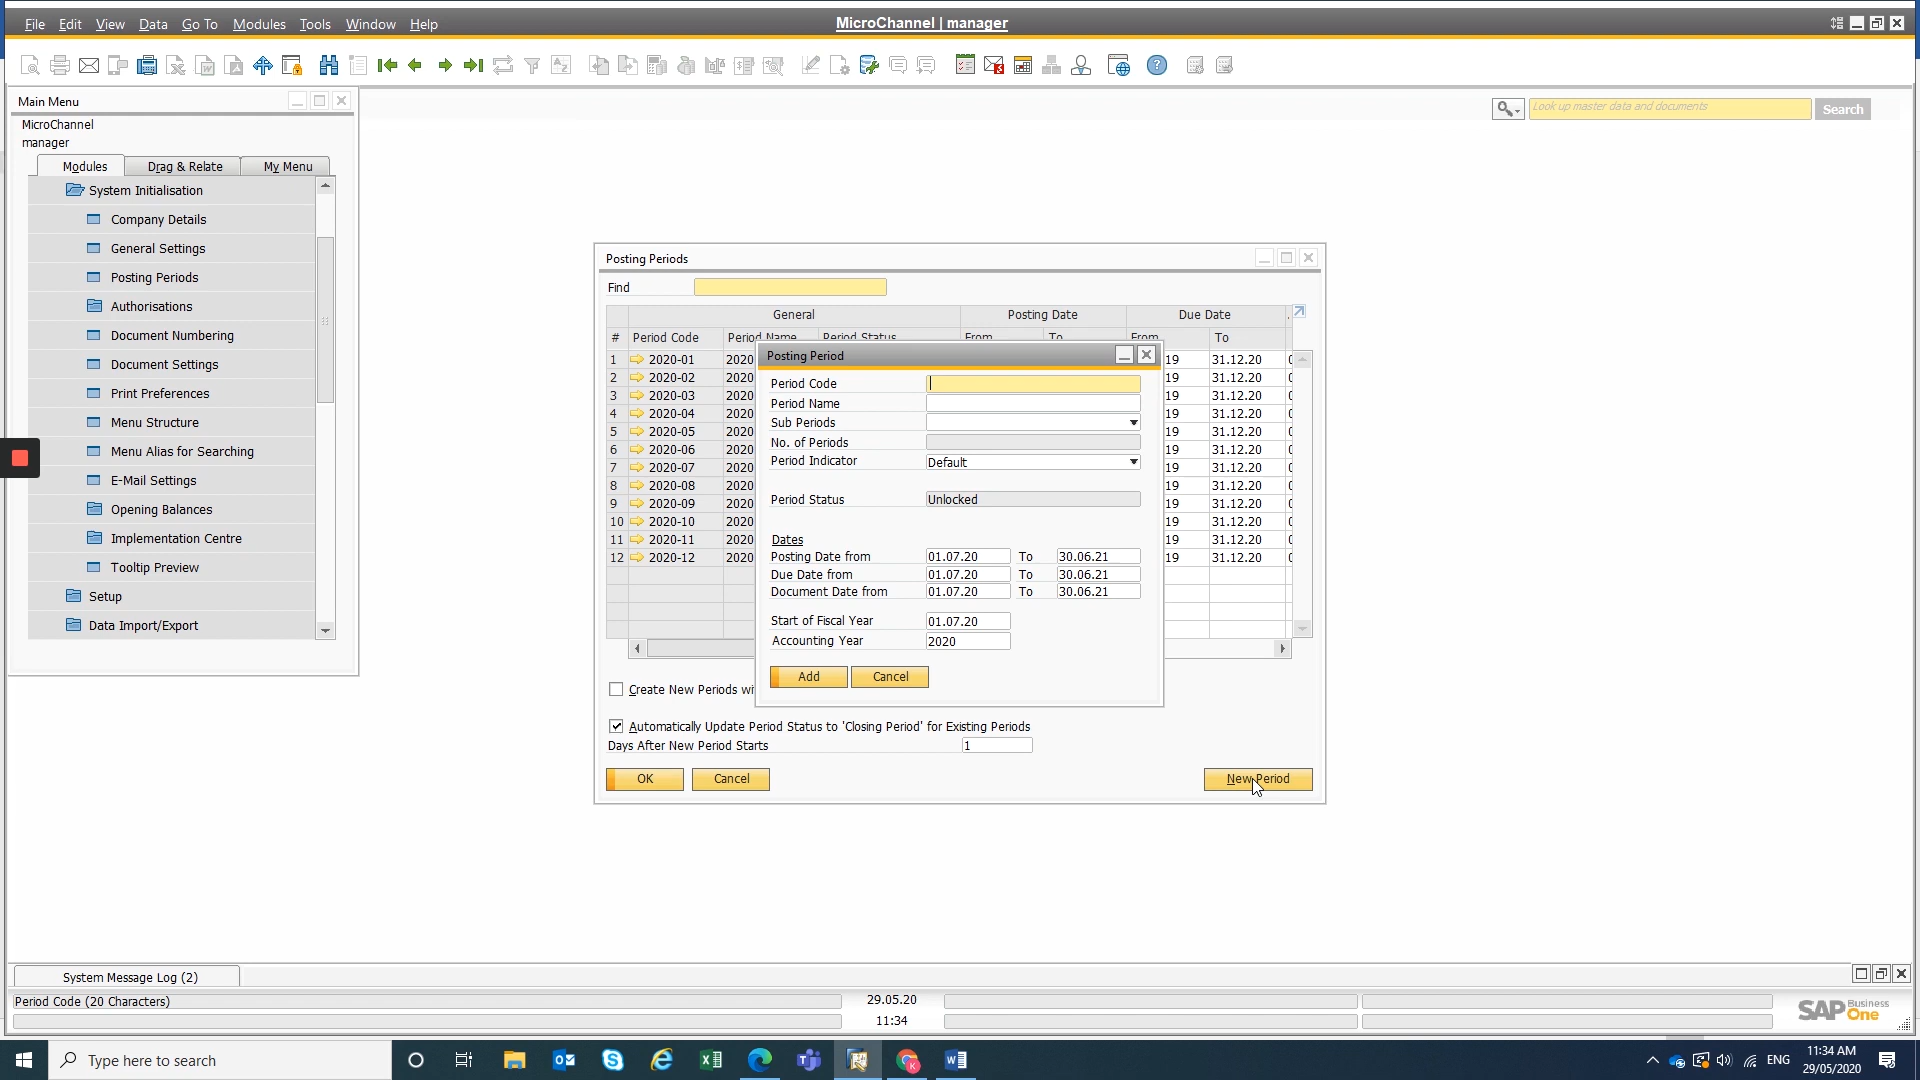 File Edit View Data Go To Modules Tools Window Help
MicroChannel | manager
Main Menu
MicroChannel
manager
Modules Drag & Relate My Menu
System Initialisation
Company Details
General Settings
Posting Periods
Authorisations
Document Numbering
Document Settings
Print Preferences
Menu Structure
Menu Alias for Searching
E-Mail Settings
Opening Balances
Implementation Centre
Tooltip Preview
Setup
Data Import/Export
Look up master data and documents Search
Posting Periods
Find
General Posting Date Due Date
# Period Code Period Name Period Status From To From To
1 2020-01 2020 19 31.12.20
2 2020-02 2020 19 31.12.20
3 2020-03 2020 19 31.12.20
4 2020-04 2020 19 31.12.20
5 2020-05 2020 19 31.12.20
6 2020-06 2020 19 31.12.20
7 2020-07 2020 19 31.12.20
8 2020-08 2020 19 31.12.20
9 2020-09 2020 19 31.12.20
10 2020-10 2020 19 31.12.20
11 2020-11 2020 19 31.12.20
12 2020-12 2020 19 31.12.20
Posting Period
Period Code
Period Name
Sub Periods
No. of Periods
Period Indicator Default
Period Status Unlocked
Dates
Posting Date from 01.07.20 To 30.06.21
Due Date from 01.07.20 To 30.06.21
Document Date from 01.07.20 To 30.06.21
Start of Fiscal Year 01.07.20
Accounting Year 2020
Add Cancel
Create New Periods
Automatically Update Period Status to 'Closing Period' for Existing Periods
Days After New Period Starts 1
OK Cancel New Period
System Message Log (2)
Period Code (20 Characters) 29.05.20
11:34
SAP Business One
Type here to search
ENG 11:34 AM
29/05/2020